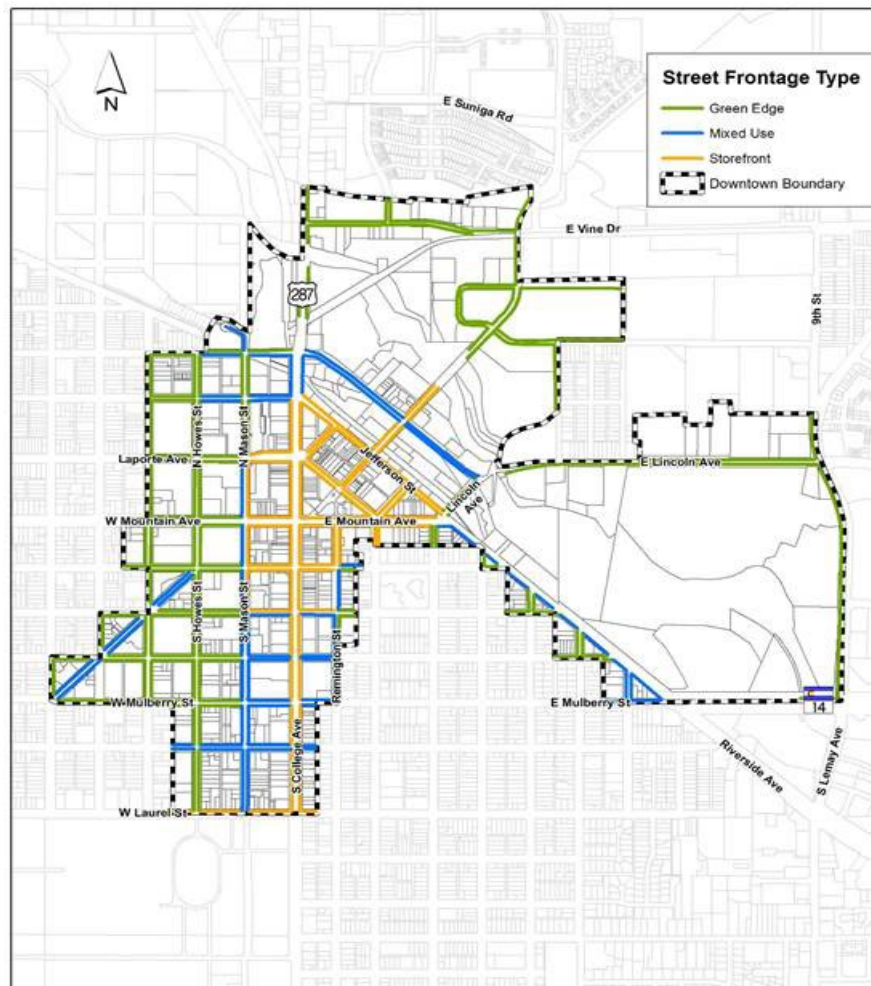 Street Frontage Type
Green Edge
Mixed Use
Storefront
Downtown Boundary
N
E Suniga Rd
E Vine Dr
287
9th St
N Howes St
N Mason St
Laporte Ave
Jefferson St
Lincoln Ave
E Lincoln Ave
W Mountain Ave
E Mountain Ave
S Howes St
S Mason St
Remington St
W Mulberry St
E Mulberry St
14
S College Ave
Riverside Ave
S Lemay Ave
W Laurel St